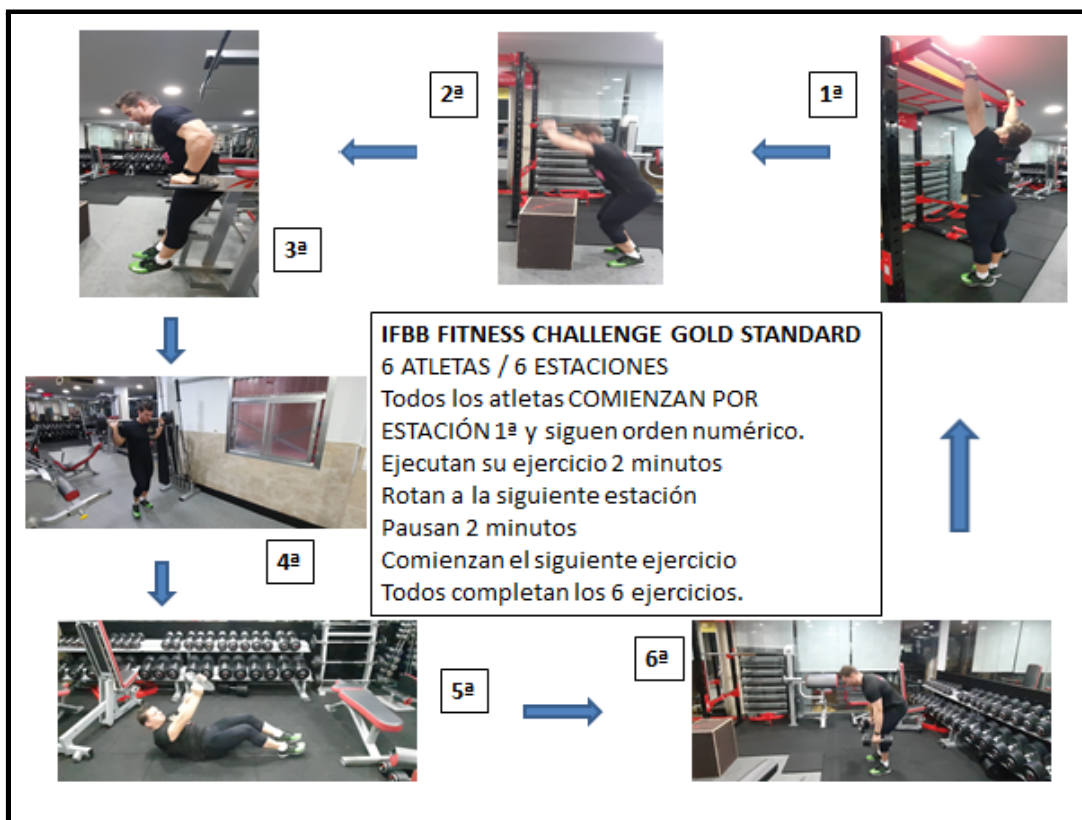 2ª
1ª
3ª
IFBB FITNESS CHALLENGE GOLD STANDARD
6 ATLETAS / 6 ESTACIONES
Todos los atletas COMIENZAN POR
ESTACIÓN 1ª y siguen orden numérico.
Ejecutan su ejercicio 2 minutos
Rotan a la siguiente estación
Pausan 2 minutos
Comienzan el siguiente ejercicio
Todos completan los 6 ejercicios.
4ª
5ª
6ª